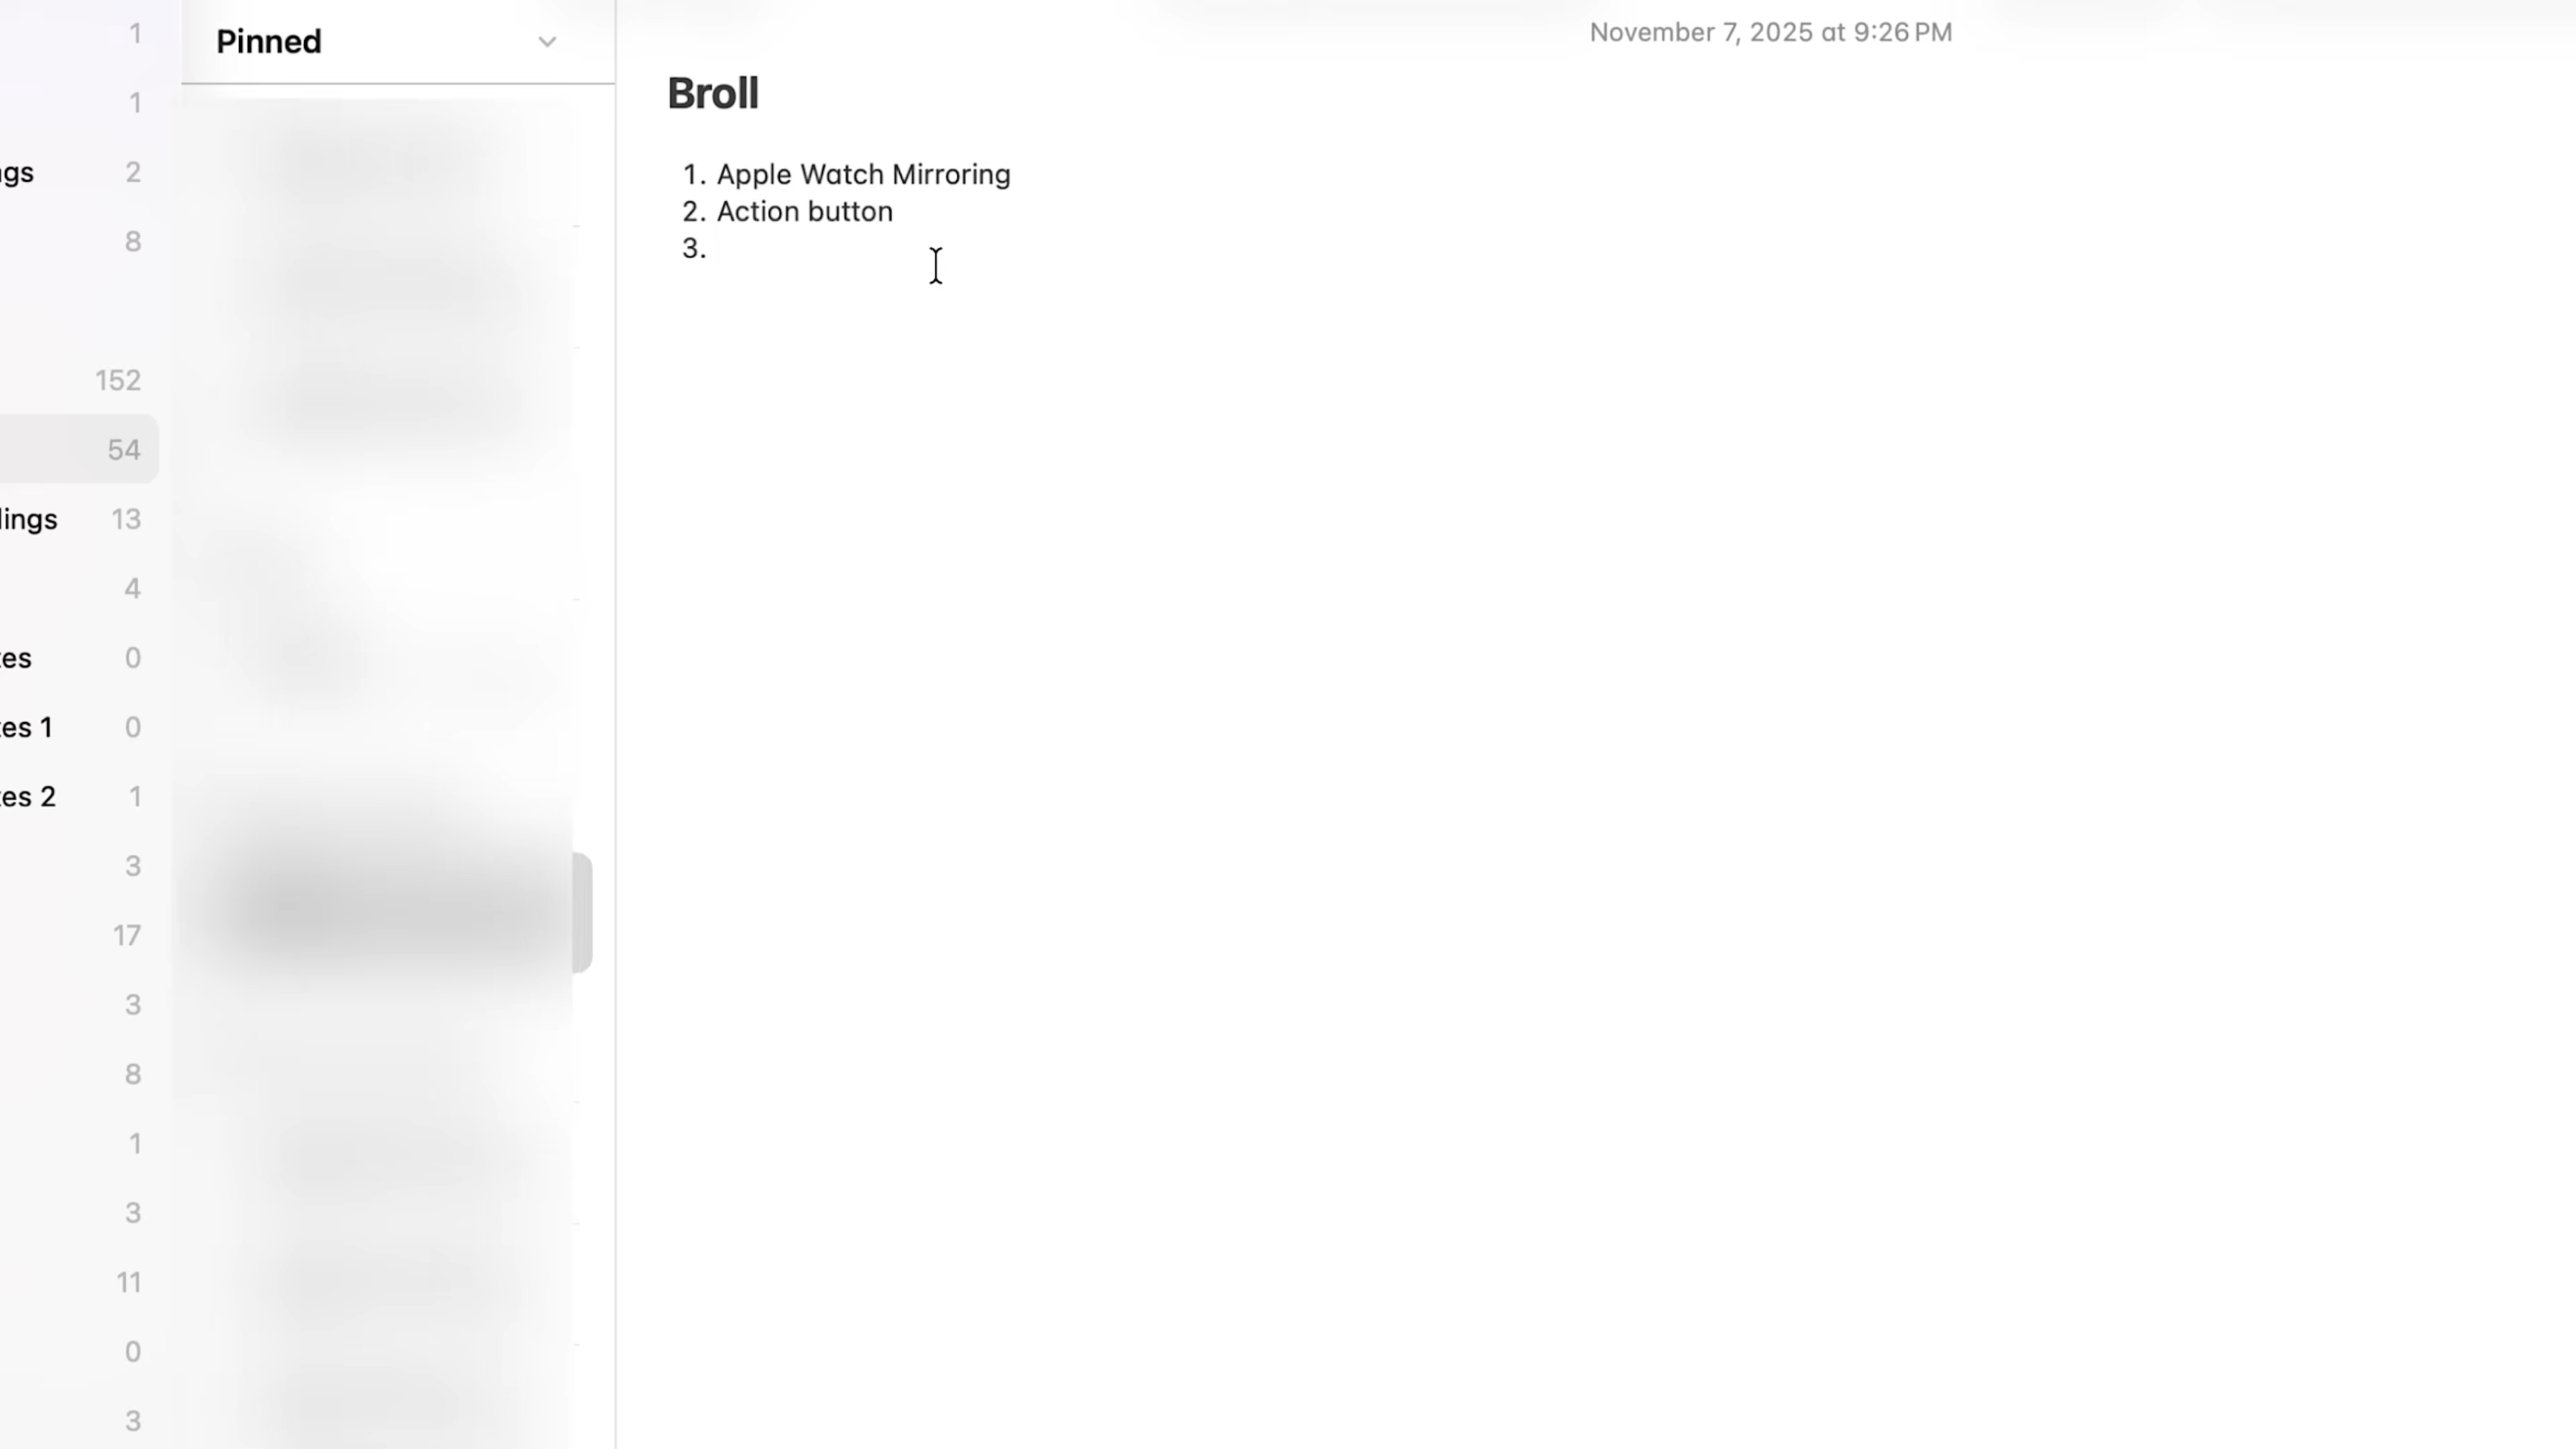 1
1
gs 2
8
152
54
lings 13
4
tes 0
tes 1 0
tes 2 1
3
17
3
8
1
3
11
0
3
Pinned
November 7, 2025 at 9:26 PM
Broll
1. Apple Watch Mirroring
2. Action button
3.